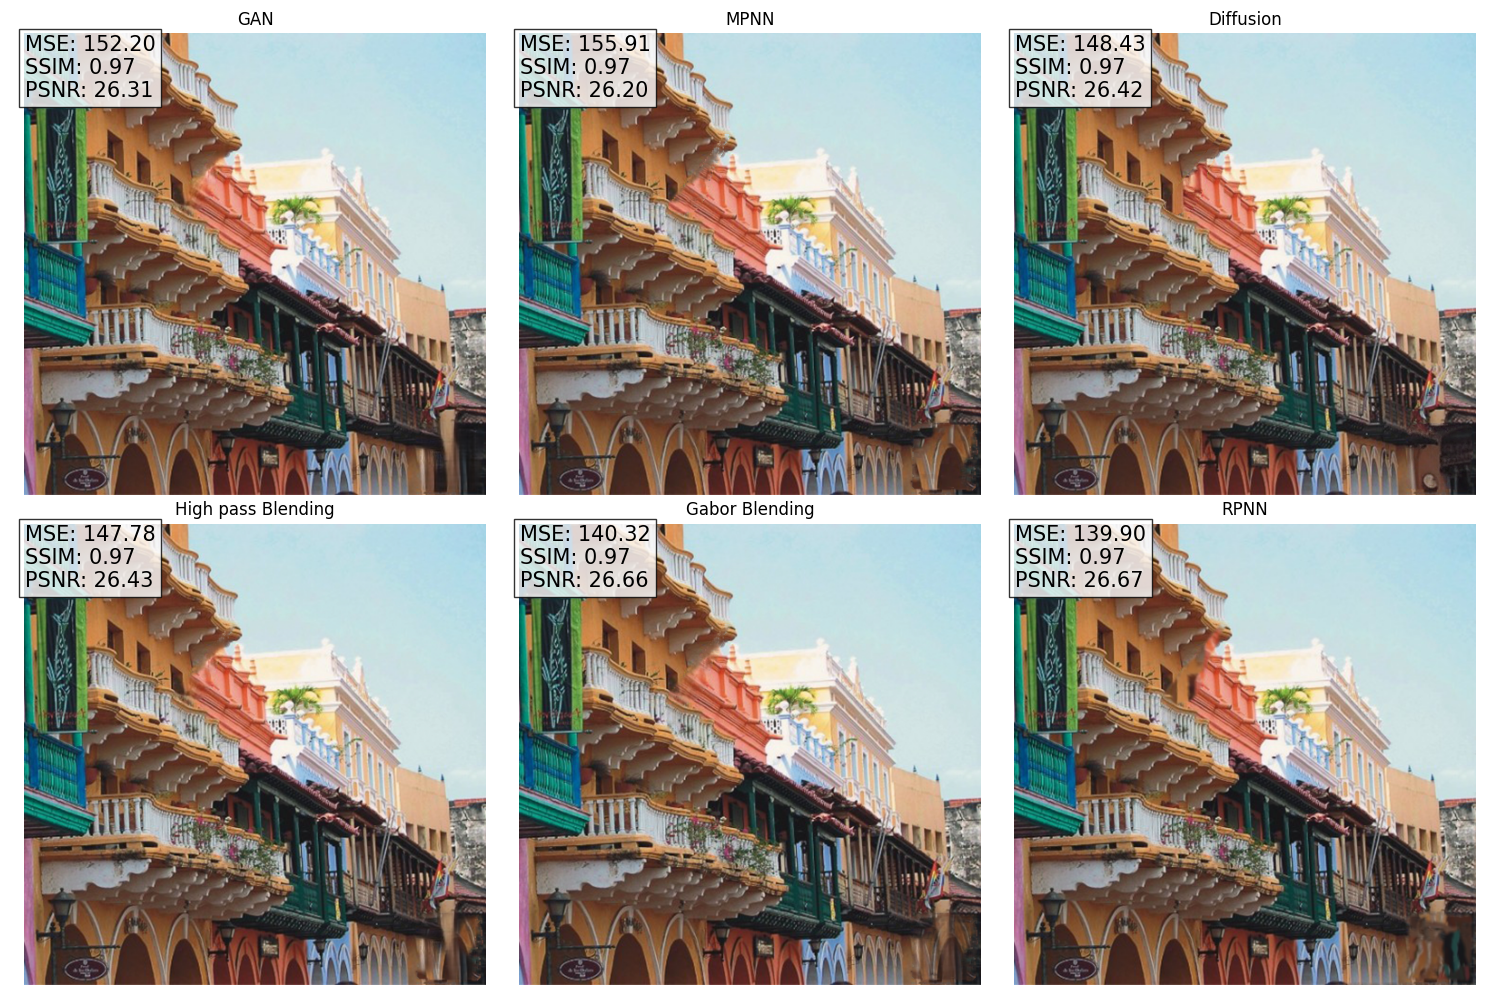 GAN
MSE: 152.20
SSIM: 0.97
PSNR: 26.31
MPNN
MSE: 155.91
SSIM: 0.97
PSNR: 26.20
Diffusion
MSE: 148.43
SSIM: 0.97
PSNR: 26.42
High pass Blending
MSE: 147.78
SSIM: 0.97
PSNR: 26.43
Gabor Blending
MSE: 140.32
SSIM: 0.97
PSNR: 26.66
RPNN
MSE: 139.90
SSIM: 0.97
PSNR: 26.67